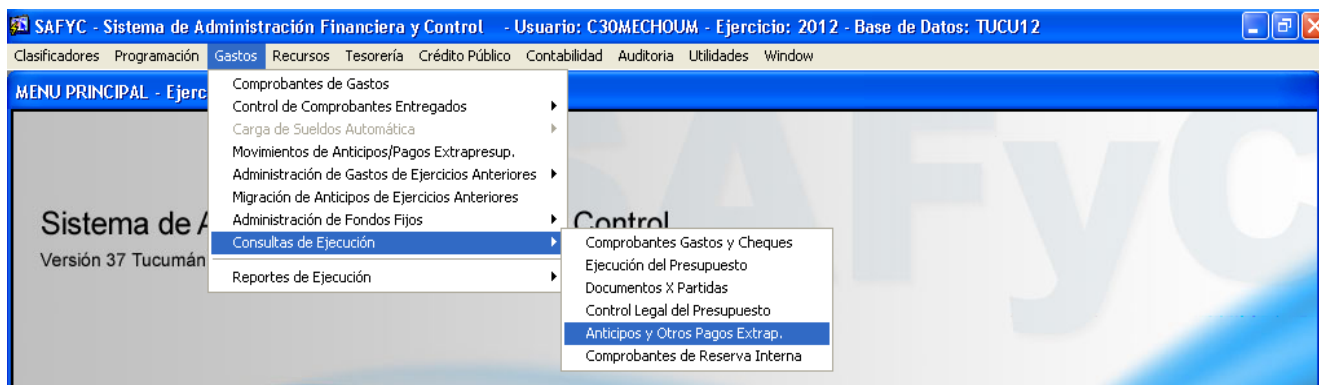 SAFYC - Sistema de Administración Financiera y Control - Usuario: C30MECHOUM - Ejercicio: 2012 - Base de Datos: TUCU12
Clasificadores Programación Gastos Recursos Tesorería Crédito Público Contabilidad Auditoria Utilidades Window
MENU PRINCIPAL - Ejerc
Comprobantes de Gastos
Control de Comprobantes Entregados
Carga de Sueldos Automática
Movimientos de Anticipos/Pagos Extrapresup.
Administración de Gastos de Ejercicios Anteriores
Migración de Anticipos de Ejercicios Anteriores
Administración de Fondos Fijos
Consultas de Ejecución
Reportes de Ejecución
Comprobantes Gastos y Cheques
Ejecución del Presupuesto
Documentos X Partidas
Control Legal del Presupuesto
Anticipos y Otros Pagos Extrap.
Comprobantes de Reserva Interna
SAFyC
Sistema de A Control
Versión 37 Tucumán